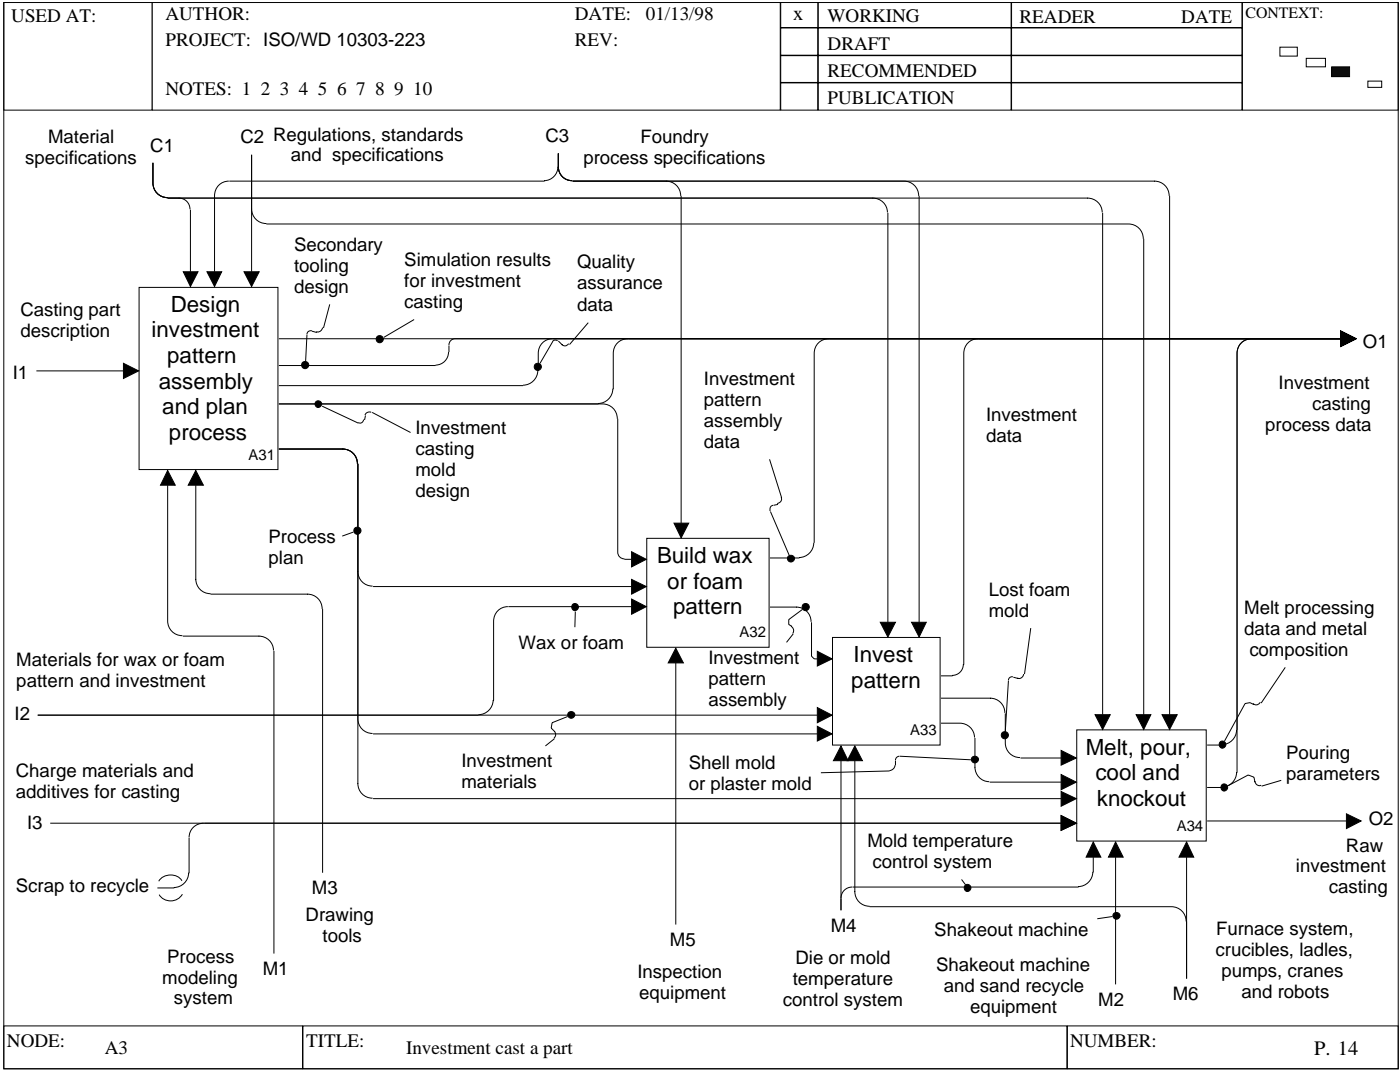 USED AT:
AUTHOR:
DATE: 01/13/98
PROJECT: ISO/WD 10303-223
REV:
NOTES: 1 2 3 4 5 6 7 8 9 10
x WORKING
DRAFT
RECOMMENDED
PUBLICATION
READER DATE
CONTEXT:
Material
specifications
C1
C2
Regulations, standards
and specifications
C3
Foundry
process specifications
Secondary
tooling
design
Simulation results
for investment
casting
Quality
assurance
data
Casting part
description
I1
Design
investment
pattern
assembly
and plan
process
A31
O1
Investment
casting
process data
Investment
pattern
assembly
data
Investment
data
Investment
casting
mold
design
Process
plan
Build wax
or foam
pattern
A32
Wax or foam
Lost foam
mold
Melt processing
data and metal
composition
Materials for wax or foam
pattern and investment
I2
Investment
pattern
assembly
Invest
pattern
A33
Investment
materials
Shell mold
or plaster mold
Melt, pour,
cool and
knockout
A34
Pouring
parameters
Charge materials and
additives for casting
I3
O2
Raw
investment
casting
Mold temperature
control system
Scrap to recycle
M3
Drawing
tools
Process
modeling
system
M1
M5
Inspection
equipment
M4
Die or mold
temperature
control system
Shakeout machine
Shakeout machine
and sand recycle
equipment
M2
M6
Furnace system,
crucibles, ladles,
pumps, cranes
and robots
NODE: A3
TITLE: Investment cast a part
NUMBER: P. 14